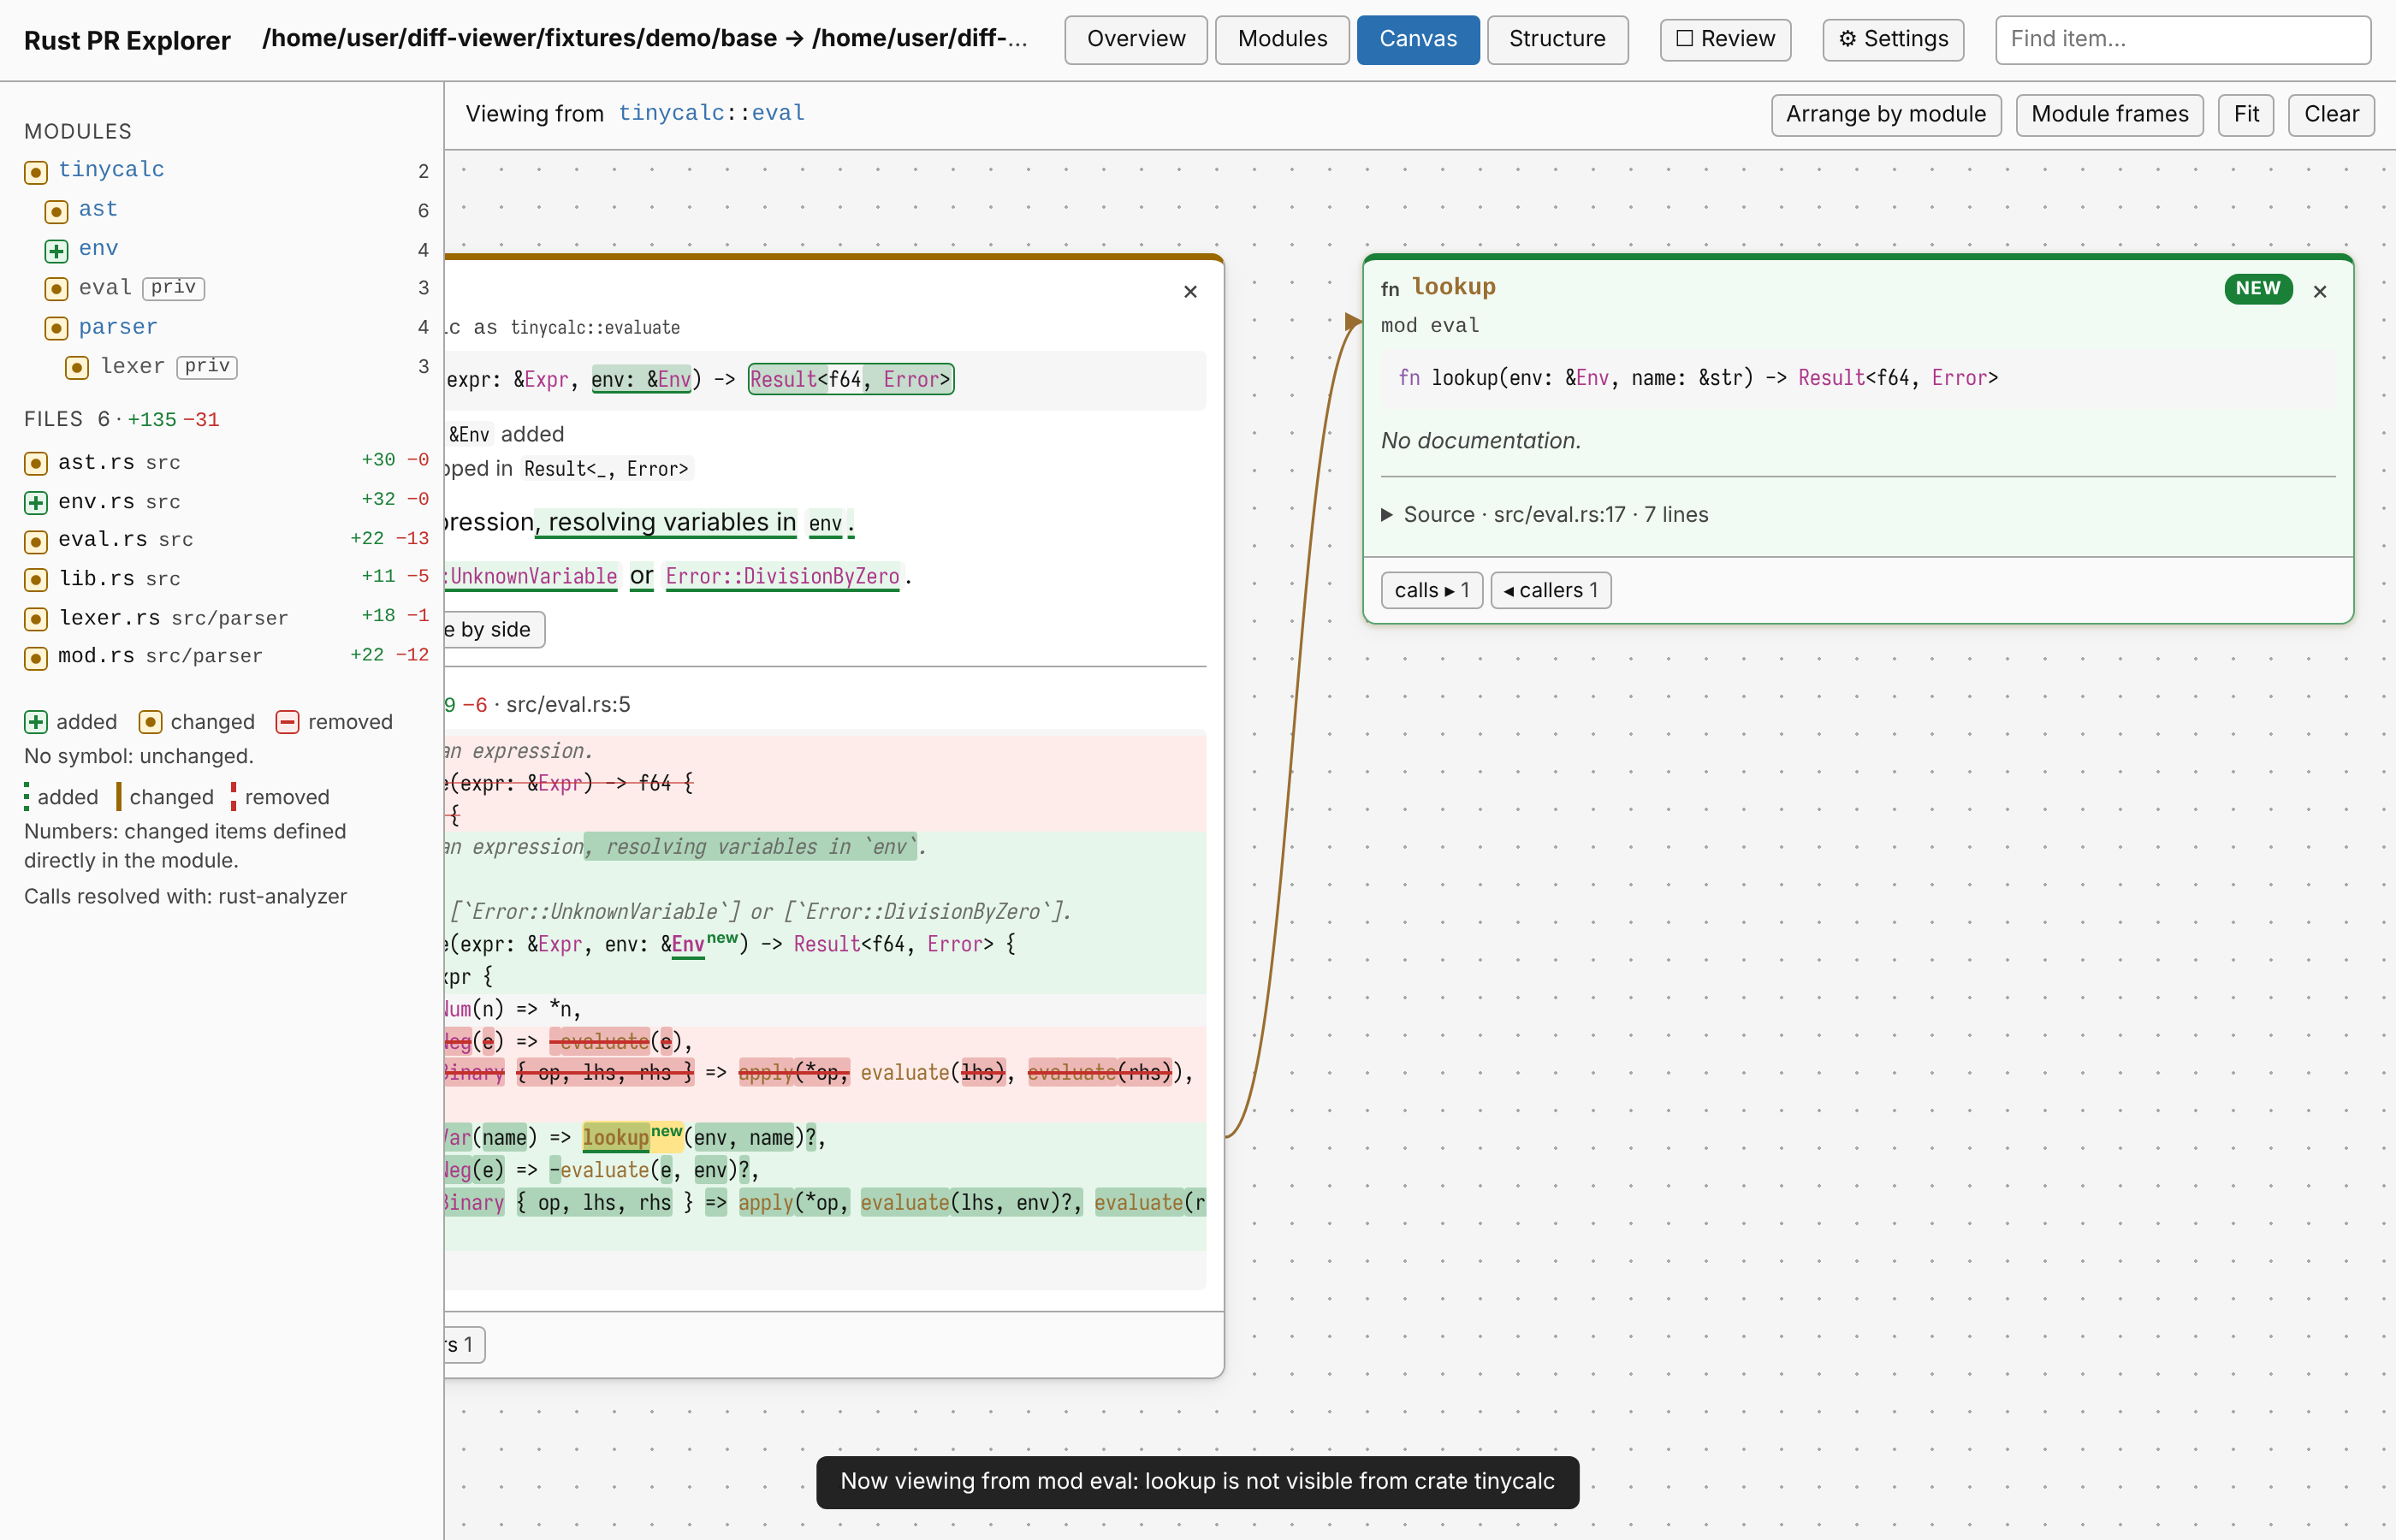 Rust PR Explorer /home/user/diff-viewer/fixtures/demo/base → /home/user/diff-… Overview Modules Canvas Structure ☐ Review ⚙ Settings Find item...
Viewing from tinycalc::eval Arrange by module Module frames Fit Clear
MODULES
tinycalc 2
ast 6
env 4
eval priv 3
parser 4
lexer priv 3
FILES 6 · +135 −31
ast.rs src +30 −0
env.rs src +32 −0
eval.rs src +22 −13
lib.rs src +11 −5
lexer.rs src/parser +18 −1
mod.rs src/parser +22 −12
added changed removed
No symbol: unchanged.
added changed removed
Numbers: changed items defined
directly in the module.
Calls resolved with: rust-analyzer
×
lc as tinycalc::evaluate
expr: &Expr, env: &Env) -> Result<f64, Error>
&Env added
pped in Result<_, Error>
pression, resolving variables in env.
:UnknownVariable or Error::DivisionByZero.
e by side
9 −6 · src/eval.rs:5
an expression.
e(expr: &Expr) -> f64 {
{
an expression, resolving variables in `env`.
[`Error::UnknownVariable`] or [`Error::DivisionByZero`].
e(expr: &Expr, env: &Env new) -> Result<f64, Error> {
xpr {
Num(n) => *n,
Neg(e) => -evaluate(e),
Binary { op, lhs, rhs } => apply(*op, evaluate(lhs), evaluate(rhs)),
Var(name) => lookup new(env, name)?,
Neg(e) => -evaluate(e, env)?,
Binary { op, lhs, rhs } => apply(*op, evaluate(lhs, env)?, evaluate(r
rs 1
fn lookup NEW ×
mod eval
fn lookup(env: &Env, name: &str) -> Result<f64, Error>
No documentation.
▶ Source · src/eval.rs:17 · 7 lines
calls ▸ 1 ◂ callers 1
Now viewing from mod eval: lookup is not visible from crate tinycalc